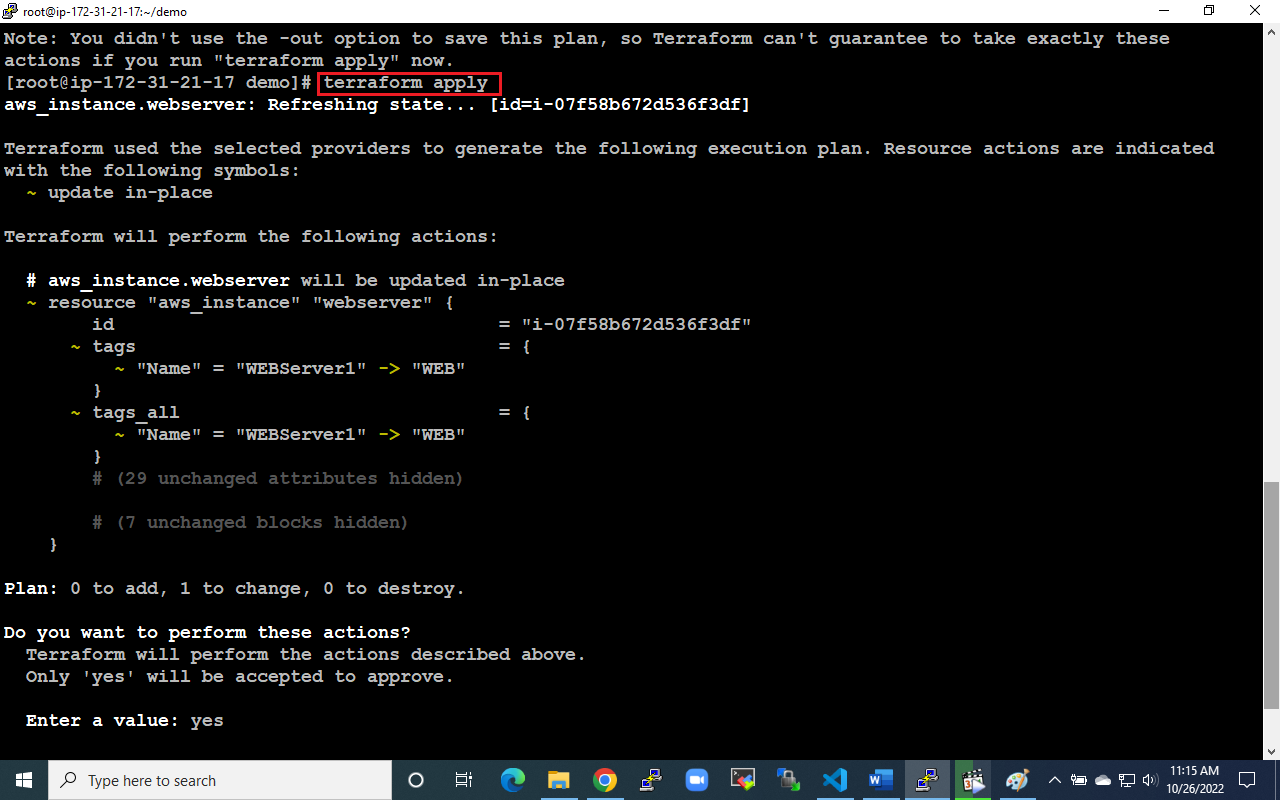 root@ip-172-31-21-17:~/demo
Note: You didn't use the -out option to save this plan, so Terraform can't guarantee to take exactly these
actions if you run "terraform apply" now.
[root@ip-172-31-21-17 demo]# terraform apply
aws_instance.webserver: Refreshing state... [id=i-07f58b672d536f3df]
Terraform used the selected providers to generate the following execution plan. Resource actions are indicated
with the following symbols:
  ~ update in-place
Terraform will perform the following actions:
  # aws_instance.webserver will be updated in-place
  ~ resource "aws_instance" "webserver" {
        id                                   = "i-07f58b672d536f3df"
      ~ tags                                 = {
          ~ "Name" = "WEBServer1" -> "WEB"
        }
      ~ tags_all                             = {
          ~ "Name" = "WEBServer1" -> "WEB"
        }
        # (29 unchanged attributes hidden)
        # (7 unchanged blocks hidden)
    }
Plan: 0 to add, 1 to change, 0 to destroy.
Do you want to perform these actions?
  Terraform will perform the actions described above.
  Only 'yes' will be accepted to approve.
  Enter a value: yes
Type here to search
11:15 AM
10/26/2022